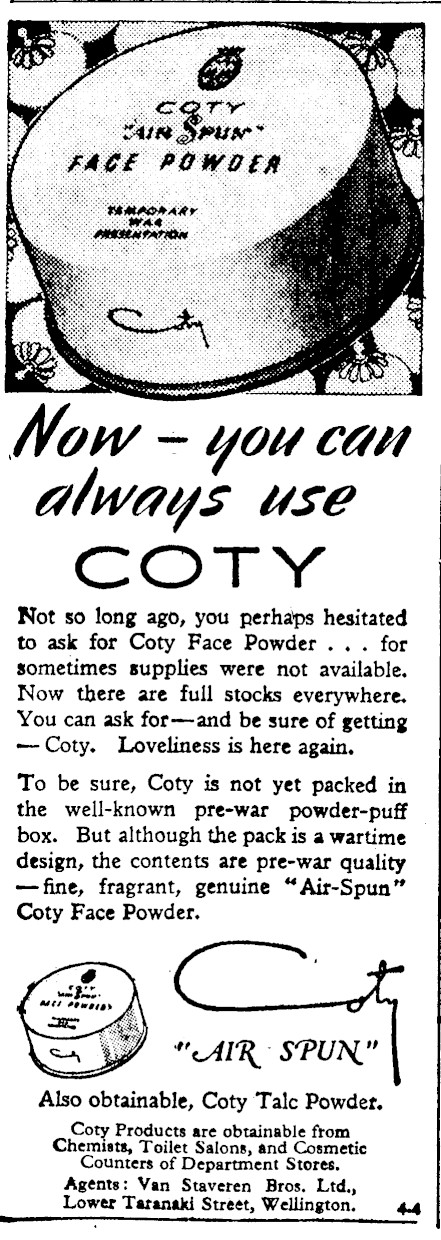 COTY
"AIR SPUN"
FACE POWDER
TEMPORARY
WAR
PRESENTATION
Coty
Now – you can
always use
COTY
Not so long ago, you perhaps hesitated
to ask for Coty Face Powder . . . for
sometimes supplies were not available.
Now there are full stocks everywhere.
You can ask for—and be sure of getting
— Coty. Loveliness is here again.
To be sure, Coty is not yet packed in
the well-known pre-war powder-puff
box. But although the pack is a wartime
design, the contents are pre-war quality
—fine, fragrant, genuine "Air-Spun"
Coty Face Powder.
COTY
"AIR SPUN"
FACE POWDER
Coty
Coty
"AIR SPUN"
Also obtainable, Coty Talc Powder.
Coty Products are obtainable from
Chemists, Toilet Salons, and Cosmetic
Counters of Department Stores.
Agents: Van Staveren Bros. Ltd.,
Lower Taranaki Street, Wellington.
4-4